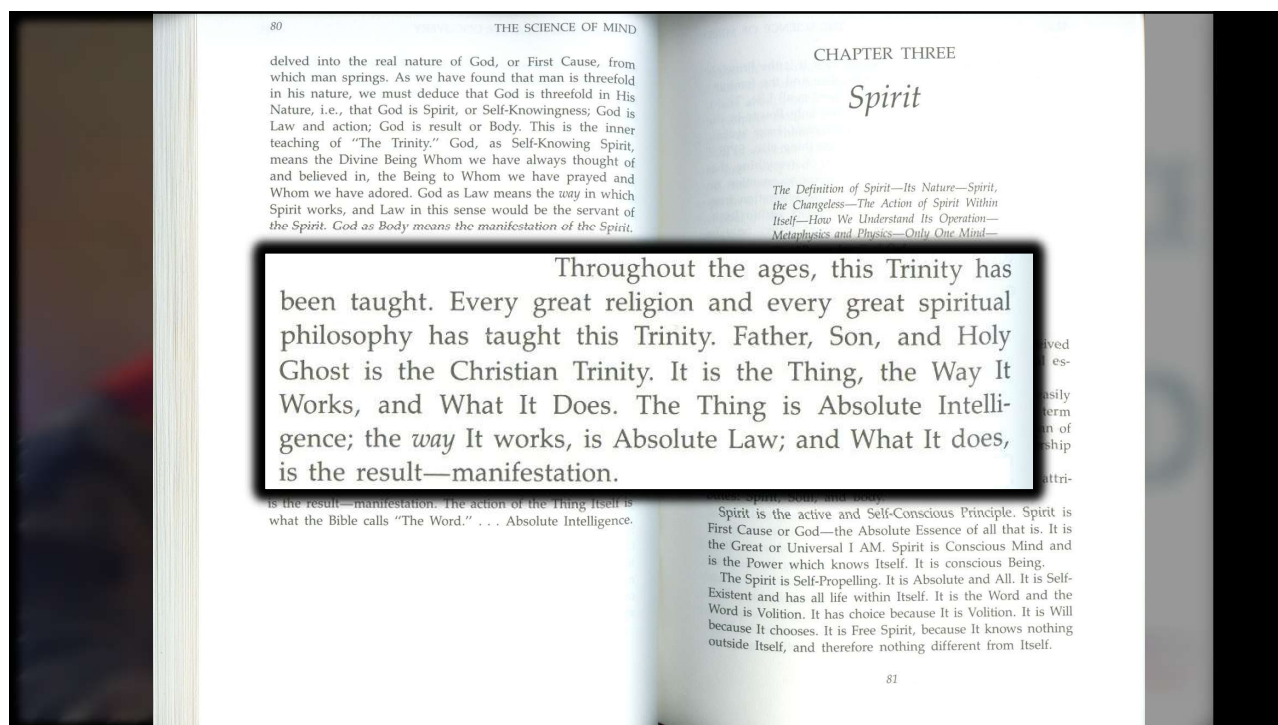 80
THE SCIENCE OF MIND
delved into the real nature of God, or First Cause, from
which man springs. As we have found that man is threefold
in his nature, we must deduce that God is threefold in His
Nature, i.e., that God is Spirit, or Self-Knowingness; God is
Law and action; God is result or Body. This is the inner
teaching of “The Trinity.” God, as Self-Knowing Spirit,
means the Divine Being Whom we have always thought of
and believed in, the Being to Whom we have prayed and
Whom we have adored. God as Law means the way in which
Spirit works, and Law in this sense would be the servant of
the Spirit. God as Body means the manifestation of the Spirit.
Throughout the ages, this Trinity has
been taught. Every great religion and every great spiritual
philosophy has taught this Trinity. Father, Son, and Holy
Ghost is the Christian Trinity. It is the Thing, the Way It
Works, and What It Does. The Thing is Absolute Intelli-
gence; the way It works, is Absolute Law; and What It does,
is the result—manifestation.
is the result—manifestation. The action of the Thing Itself is
what the Bible calls “The Word.” . . . Absolute Intelligence.
CHAPTER THREE
Spirit
The Definition of Spirit—Its Nature—Spirit,
the Changeless—The Action of Spirit Within
Itself—How We Understand Its Operation—
Metaphysics and Physics—Only One Mind—
ived
es-
asily
term
n of
rship
attri-
Spirit, Soul, and body.
Spirit is the active and Self-Conscious Principle. Spirit is
First Cause or God—the Absolute Essence of all that is. It is
the Great or Universal I AM. Spirit is Conscious Mind and
is the Power which knows Itself. It is conscious Being.
The Spirit is Self-Propelling. It is Absolute and All. It is Self-
Existent and has all life within Itself. It is the Word and the
Word is Volition. It has choice because It is Volition. It is Will
because It chooses. It is Free Spirit, because It knows nothing
outside Itself, and therefore nothing different from Itself.
81